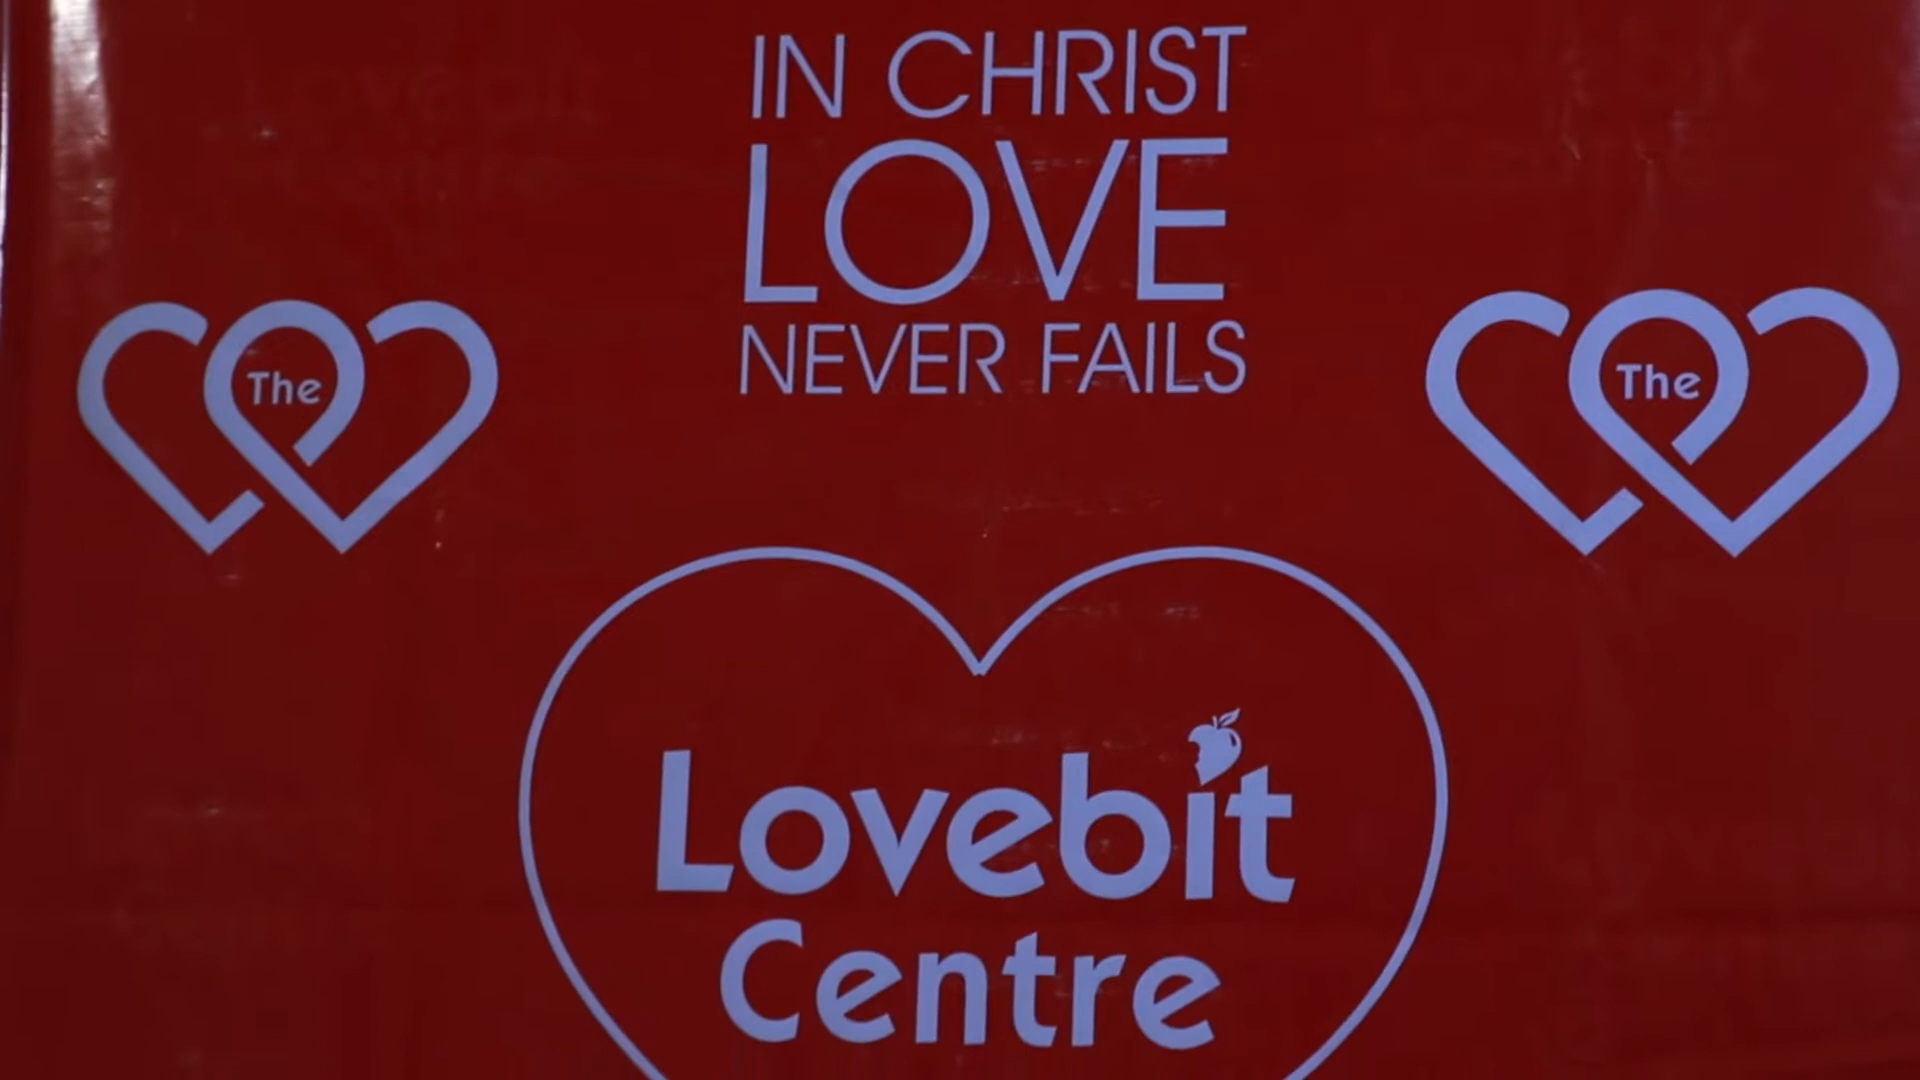 IN CHRIST
LOVE
NEVER FAILS
The
The
Lovebit
Centre